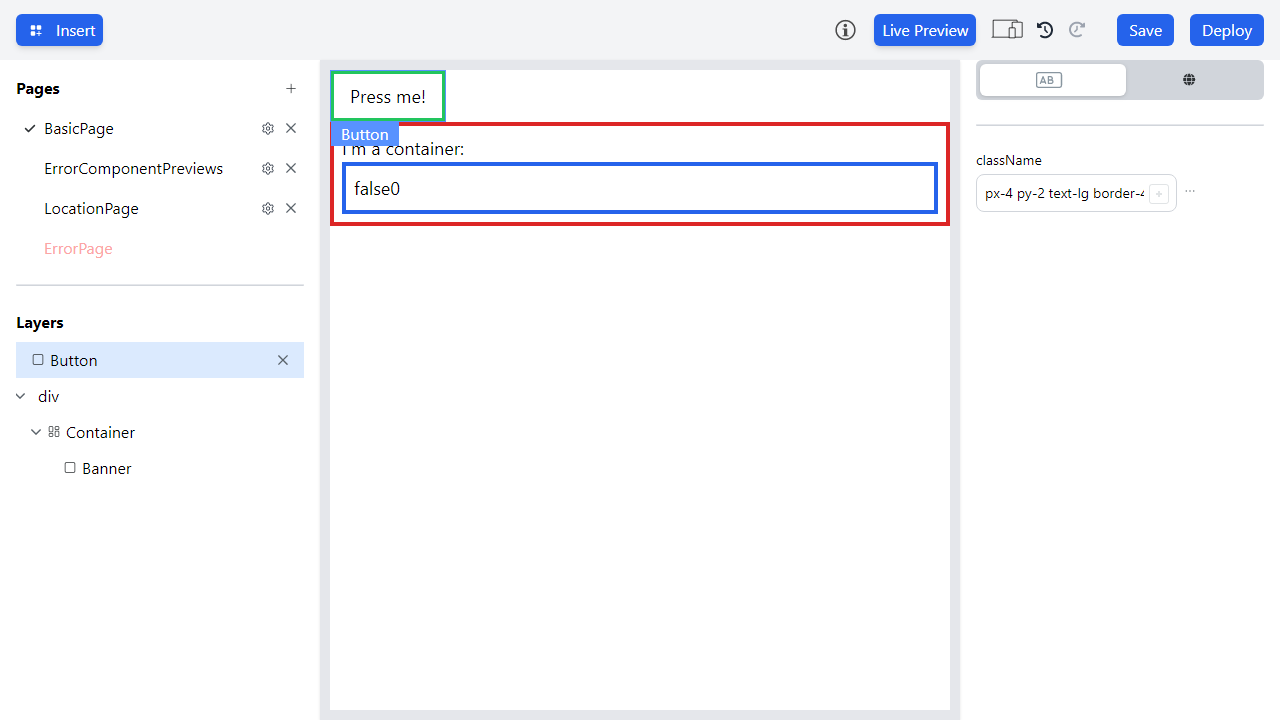 Insert
Live Preview
Save
Deploy
Pages
BasicPage
ErrorComponentPreviews
LocationPage
ErrorPage
Layers
Button
div
Container
Banner
Press me!
Button
I'm a container:
false0
AB
className
px-4 py-2 text-lg border-4